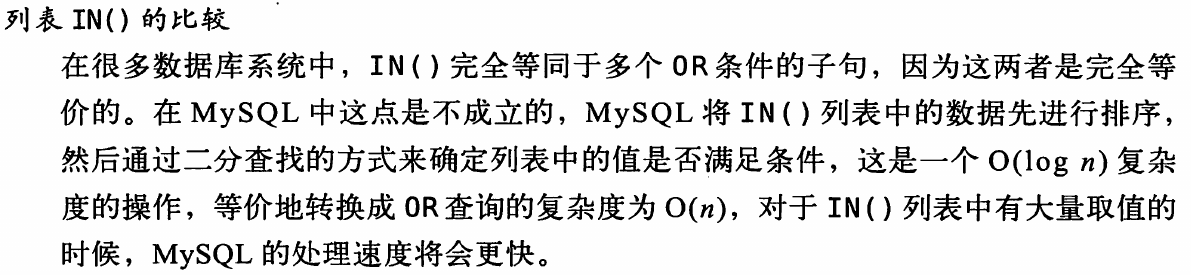 列表 IN() 的比较
在很多数据库系统中，IN() 完全等同于多个 OR 条件的子句，因为这两者是完全等
价的。在 MySQL 中这点是不成立的，MySQL 将 IN() 列表中的数据先进行排序，
然后通过二分查找的方式来确定列表中的值是否满足条件，这是一个 O(log n) 复杂
度的操作，等价地转换成 OR 查询的复杂度为 O(n)，对于 IN() 列表中有大量取值的
时候，MySQL 的处理速度将会更快。